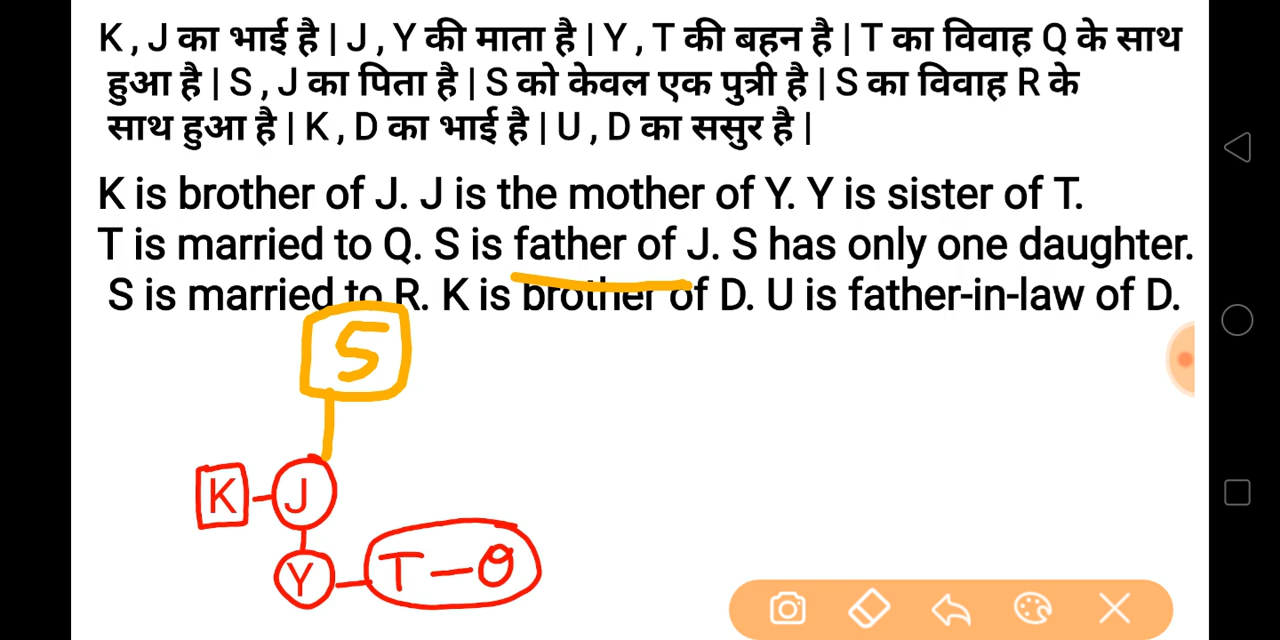 K , J का भाई है | J , Y की माता है | Y , T की बहन है | T का विवाह Q के साथ
हुआ है | S , J का पिता है | S को केवल एक पुत्री है | S का विवाह R के
साथ हुआ है | K , D का भाई है | U , D का ससुर है |
K is brother of J. J is the mother of Y. Y is sister of T.
T is married to Q. S is father of J. S has only one daughter.
S is married to R. K is brother of D. U is father-in-law of D.
S
K - J
Y - T - Q